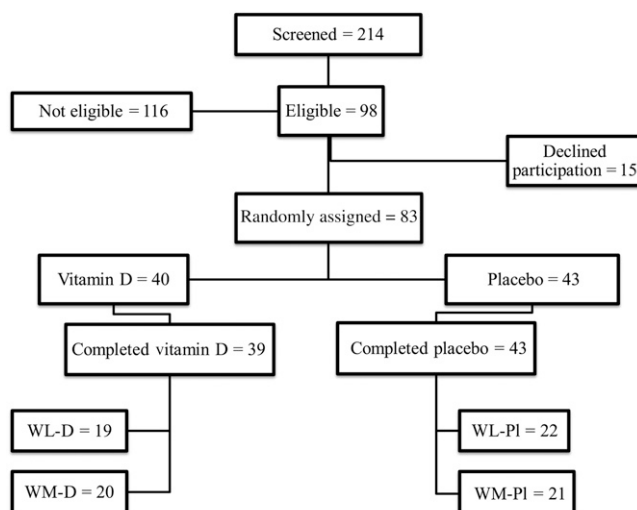 Screened = 214
Not eligible = 116
Eligible = 98
Declined
participation = 15
Randomly assigned = 83
Vitamin D = 40
Placebo = 43
Completed vitamin D = 39
Completed placebo = 43
WL-D = 19
WL-Pl = 22
WM-D = 20
WM-Pl = 21